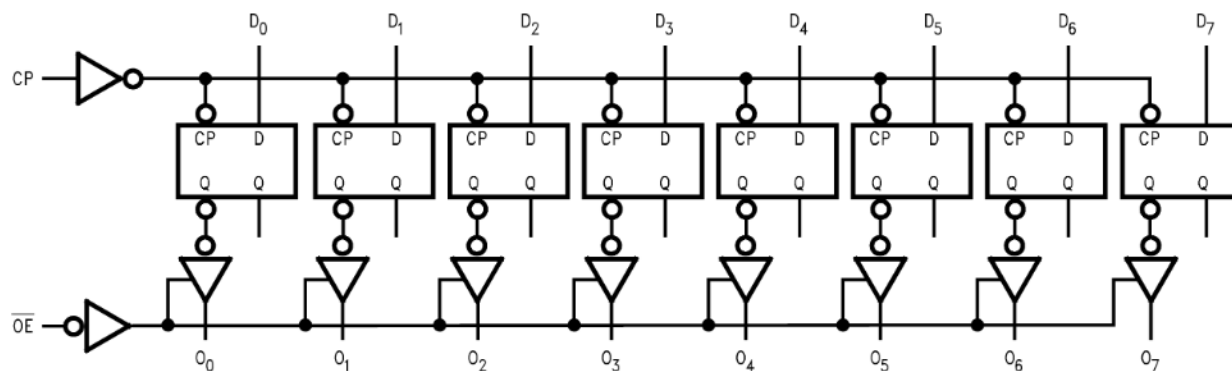 D0 D1 D2 D3 D4 D5 D6 D7
CP
CP D CP D CP D CP D CP D CP D CP D CP D
Q Q Q Q Q Q Q Q Q Q Q Q Q Q Q Q
O̅E̅
O0 O1 O2 O3 O4 O5 O6 O7